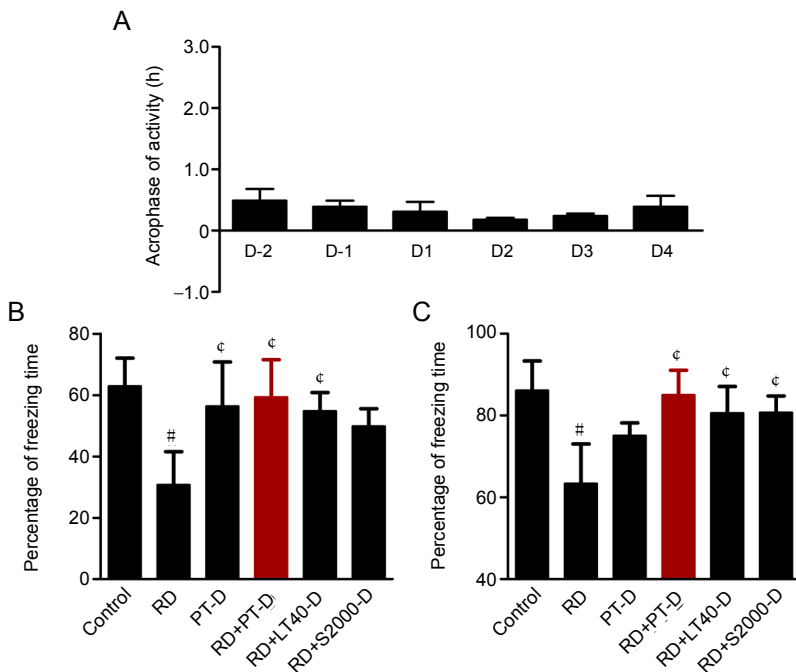 A
Acrophase of activity (h)
3.0
2.0
1.0
0
–1.0
D-2 D-1 D1 D2 D3 D4
B
Percentage of freezing time
80
60
40
20
0
# ¢ ¢ ¢
Control RD PT-D RD+PT-D RD+LT40-D RD+S2000-D
C
Percentage of freezing time
100
80
60
40
# ¢ ¢ ¢
Control RD PT-D RD+PT-D RD+LT40-D RD+S2000-D